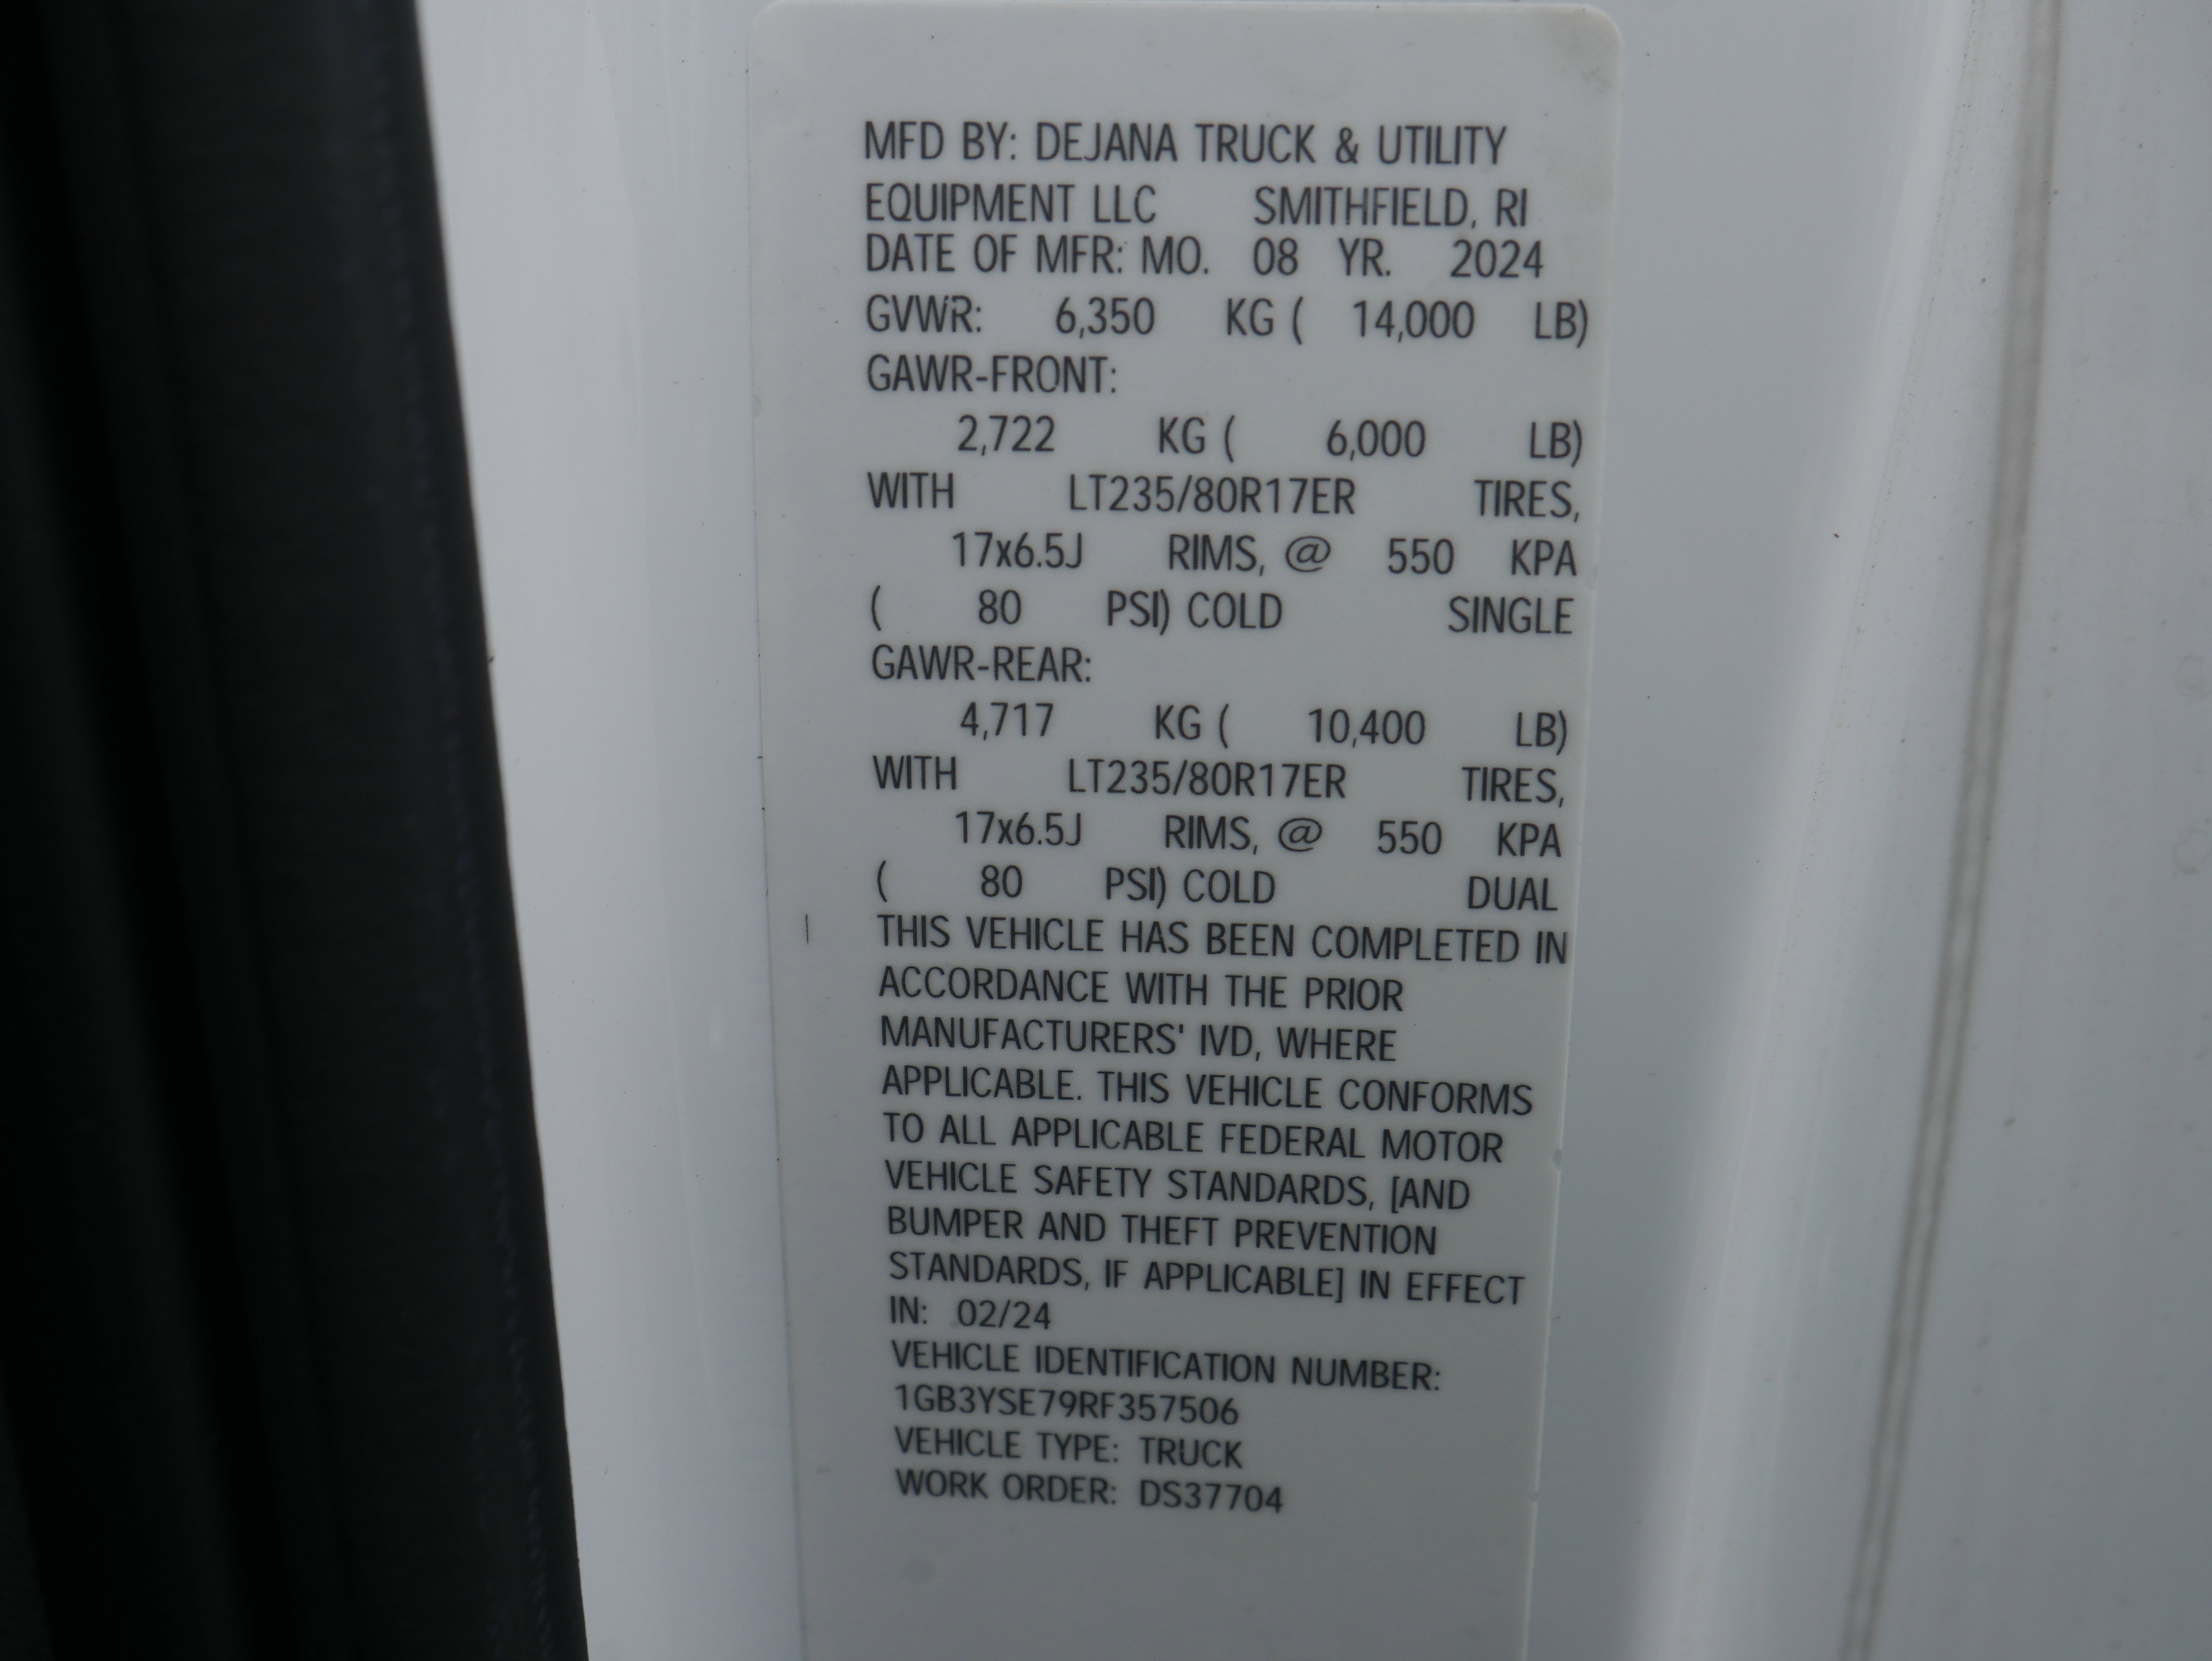 MFD BY: DEJANA TRUCK & UTILITY
EQUIPMENT LLC SMITHFIELD, RI
DATE OF MFR: MO. 08 YR. 2024
GVWR: 6,350 KG ( 14,000 LB)
GAWR-FRONT:
2,722 KG ( 6,000 LB)
WITH LT235/80R17ER TIRES,
17x6.5J RIMS, @ 550 KPA
( 80 PSI) COLD SINGLE
GAWR-REAR:
4,717 KG ( 10,400 LB)
WITH LT235/80R17ER TIRES,
17x6.5J RIMS, @ 550 KPA
( 80 PSI) COLD DUAL
THIS VEHICLE HAS BEEN COMPLETED IN
ACCORDANCE WITH THE PRIOR
MANUFACTURERS' IVD, WHERE
APPLICABLE. THIS VEHICLE CONFORMS
TO ALL APPLICABLE FEDERAL MOTOR
VEHICLE SAFETY STANDARDS, [AND
BUMPER AND THEFT PREVENTION
STANDARDS, IF APPLICABLE] IN EFFECT
IN: 02/24
VEHICLE IDENTIFICATION NUMBER:
1GB3YSE79RF357506
VEHICLE TYPE: TRUCK
WORK ORDER: DS37704